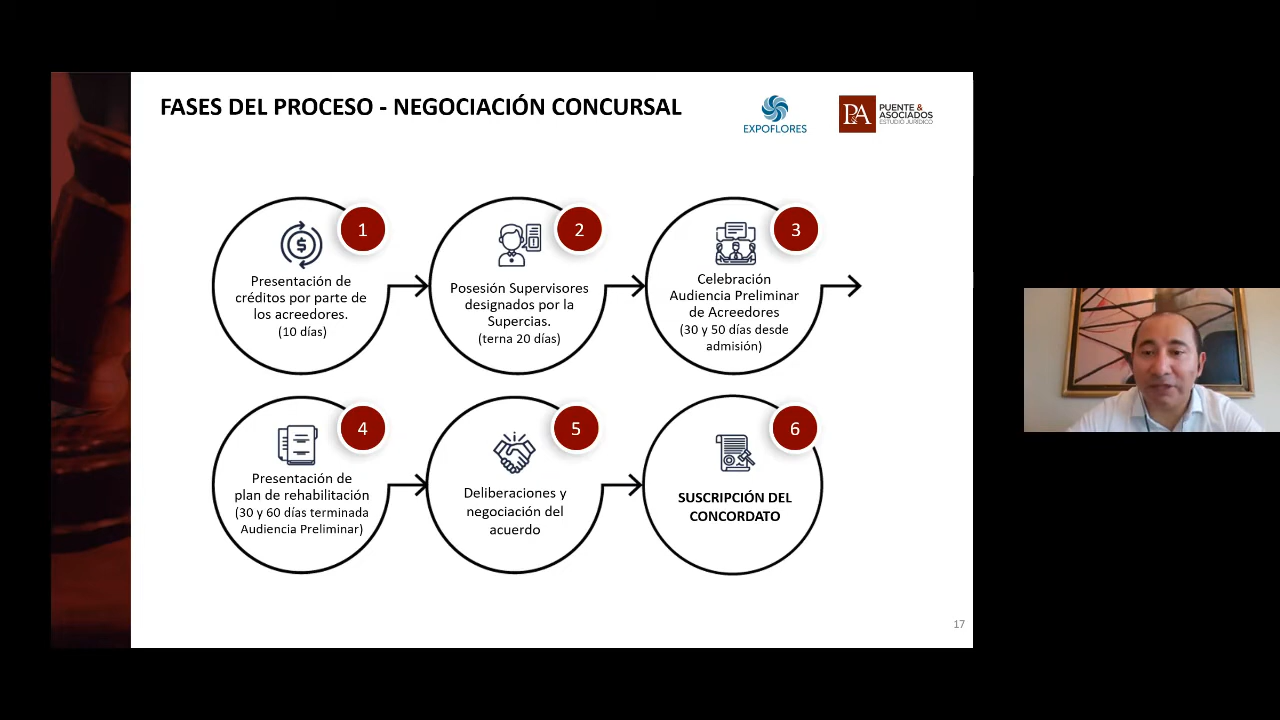 FASES DEL PROCESO - NEGOCIACIÓN CONCURSAL
EXPOFLORES
PA
PUENTE &
ASOCIADOS
ESTUDIO JURÍDICO
1
Presentación de
créditos por parte de
los acreedores.
(10 días)
2
Posesión Supervisores
designados por la
Supercias.
(terna 20 días)
3
Celebración
Audiencia Preliminar
de Acreedores
(30 y 50 días desde
admisión)
4
Presentación de
plan de rehabilitación
(30 y 60 días terminada
Audiencia Preliminar)
5
Deliberaciones y
negociación del
acuerdo
6
SUSCRIPCIÓN DEL
CONCORDATO
17